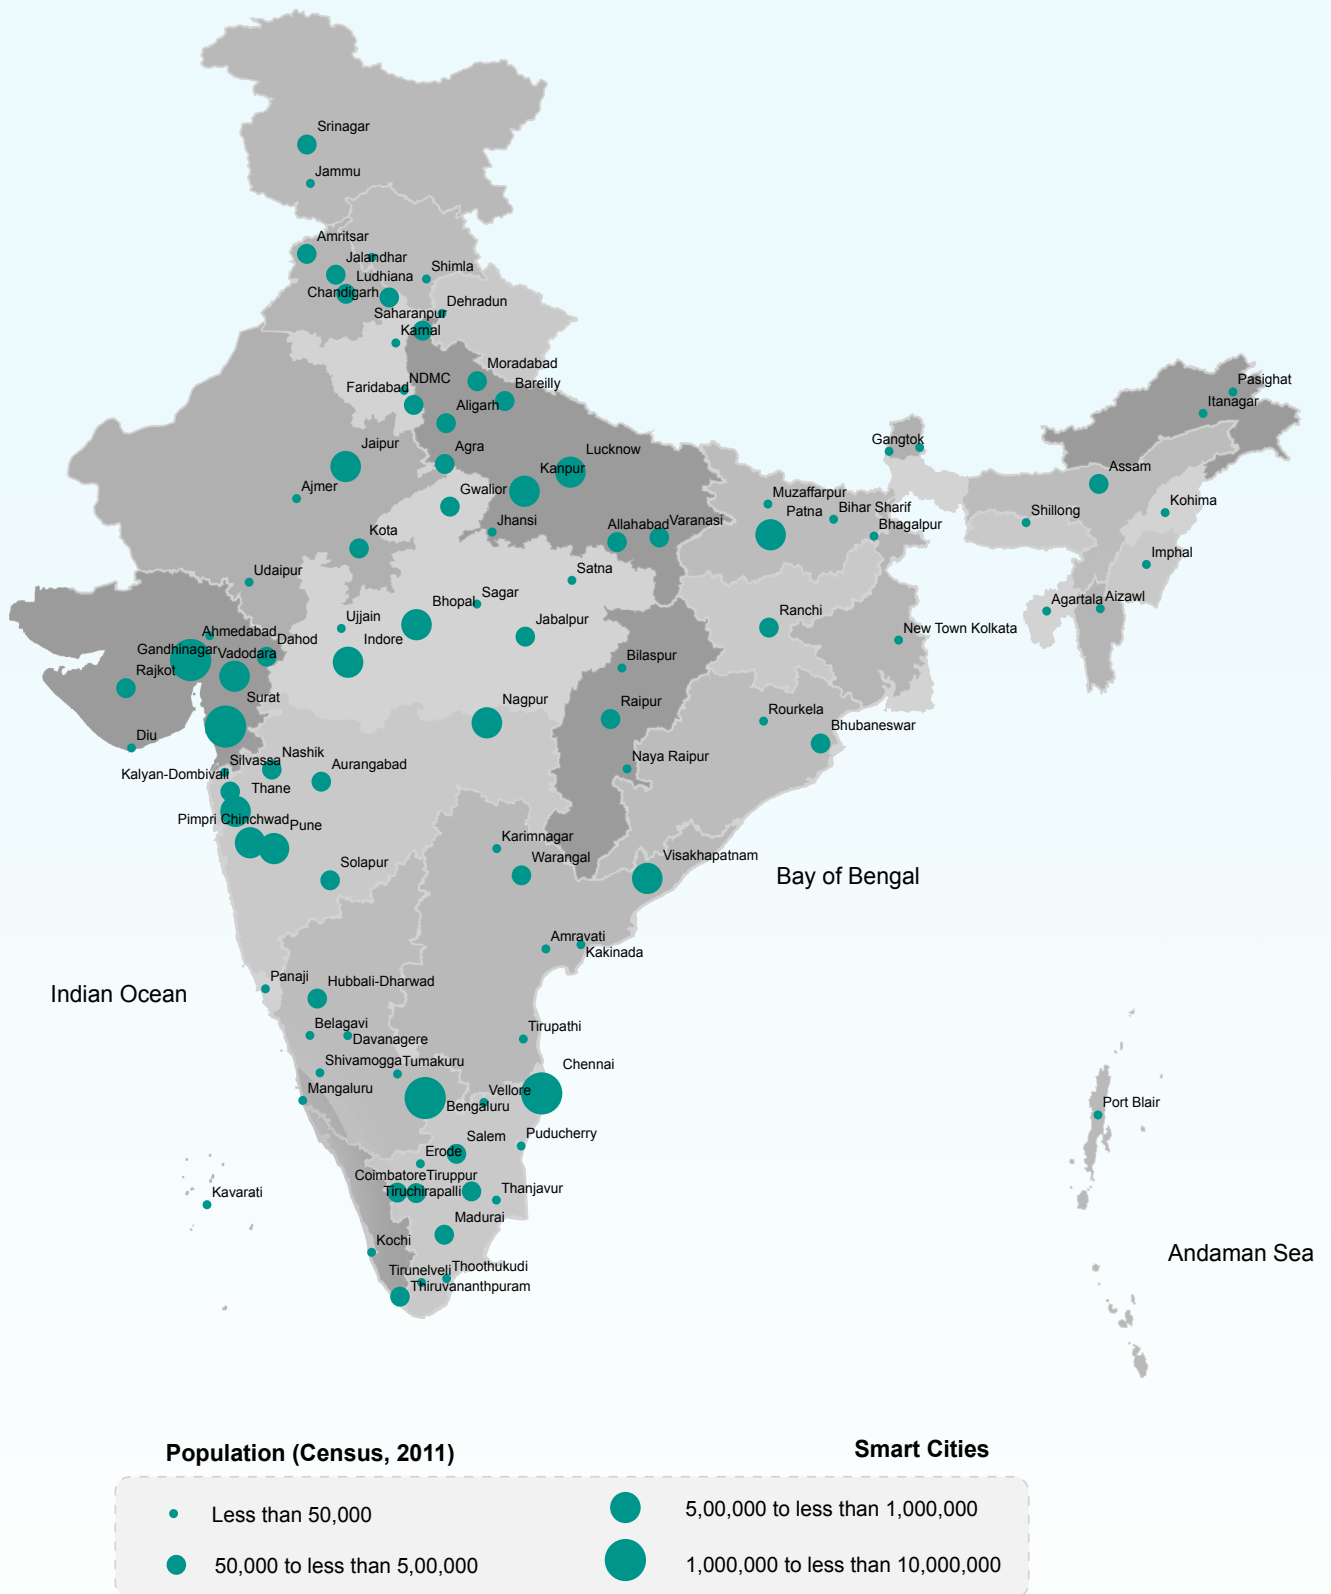 Srinagar
Jammu
Amritsar
Jalandhar
Shimla
Ludhiana
Chandigarh
Dehradun
Saharanpur
Karnal
Moradabad
NDMC
Bareilly
Faridabad
Pasighat
Itanagar
Aligarh
Jaipur
Agra
Lucknow
Gangtok
Kanpur
Assam
Ajmer
Gwalior
Muzaffarpur
Kohima
Bihar Sharif
Patna
Shillong
Jhansi
Allahabad
Varanasi
Bhagalpur
Kota
Imphal
Udaipur
Satna
Sagar
Agartala
Aizawl
Ujjain
Bhopal
Jabalpur
Ranchi
New Town Kolkata
Ahmedabad
Dahod
Indore
Gandhinagar
Vadodara
Bilaspur
Rajkot
Surat
Nagpur
Raipur
Rourkela
Bhubaneswar
Diu
Nashik
Silvassa
Aurangabad
Naya Raipur
Kalyan-Dombivali
Thane
Pimpri Chinchwad
Pune
Karimnagar
Solapur
Warangal
Visakhapatnam
Bay of Bengal
Amravati
Kakinada
Panaji
Hubbali-Dharwad
Indian Ocean
Belagavi
Davanagere
Tirupathi
Shivamogga
Tumakuru
Chennai
Mangaluru
Vellore
Bengaluru
Port Blair
Puducherry
Salem
Erode
Coimbatore
Tiruppur
Tiruchirapalli
Thanjavur
Kavarati
Madurai
Kochi
Andaman Sea
Tirunelveli
Thoothukudi
Thiruvananthpuram
Population (Census, 2011)
Smart Cities
Less than 50,000
5,00,000 to less than 1,000,000
50,000 to less than 5,00,000
1,000,000 to less than 10,000,000